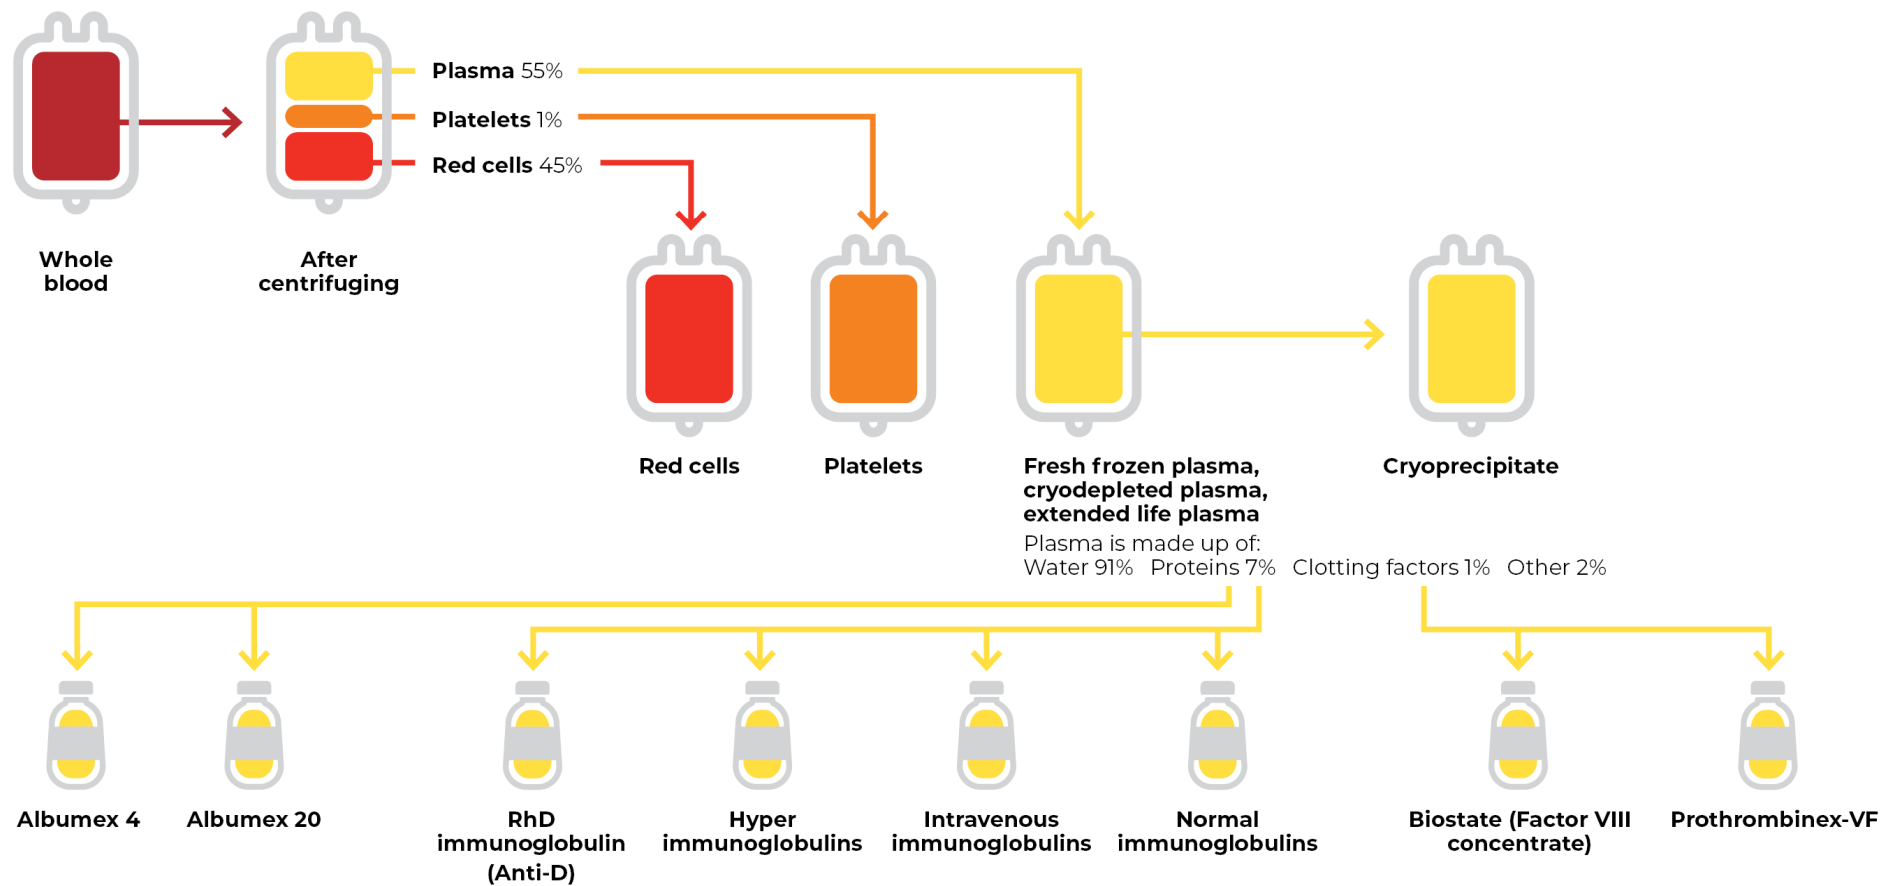 Plasma 55%
Platelets 1%
Red cells 45%
Whole
blood
After
centrifuging
Red cells
Platelets
Fresh frozen plasma,
cryodepleted plasma,
extended life plasma
Cryoprecipitate
Plasma is made up of:
Water 91% Proteins 7% Clotting factors 1% Other 2%
Albumex 4
Albumex 20
RhD
immunoglobulin
(Anti-D)
Hyper
immunoglobulins
Intravenous
immunoglobulins
Normal
immunoglobulins
Biostate (Factor VIII
concentrate)
Prothrombinex-VF